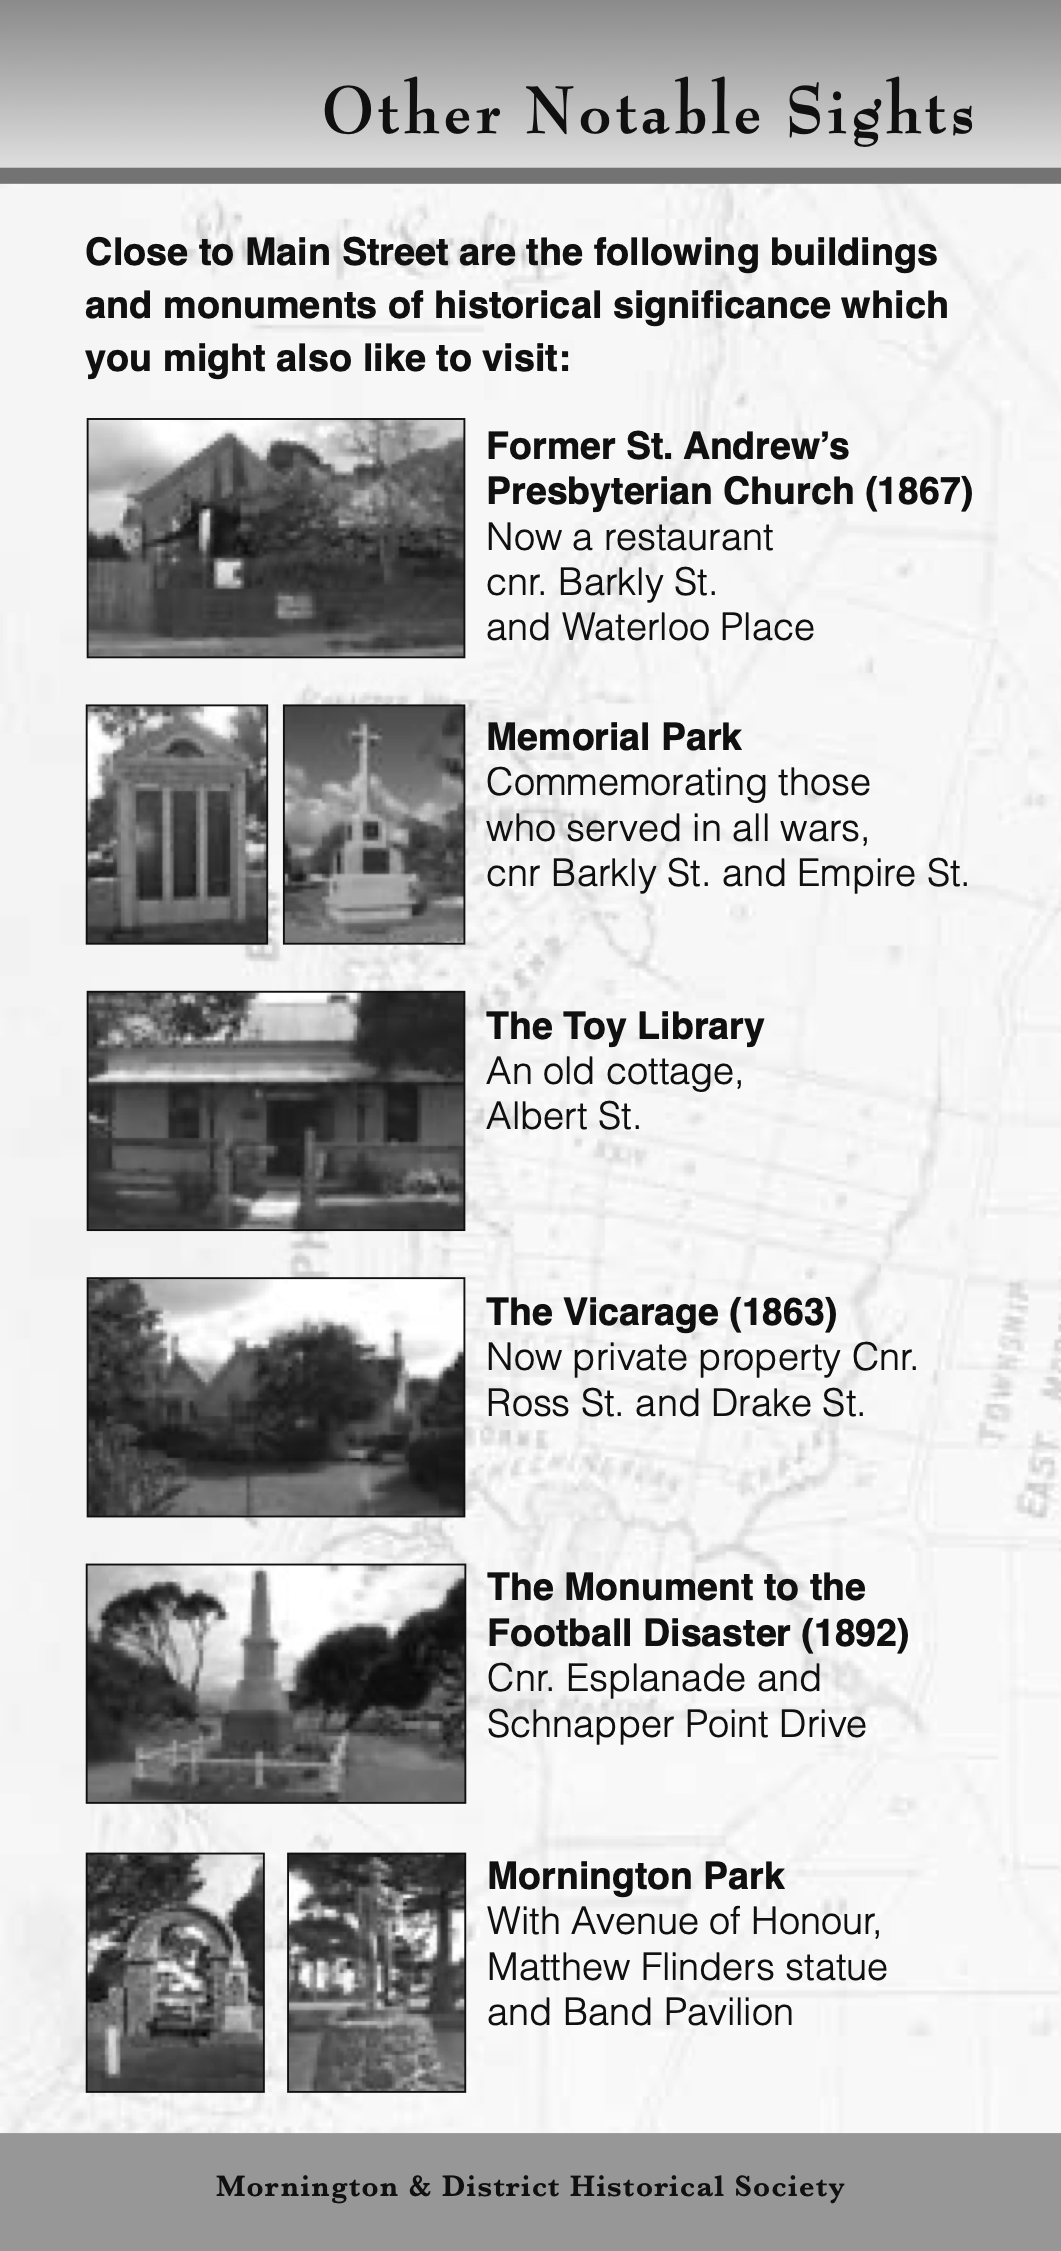 Other Notable Sights
Close to Main Street are the following buildings
and monuments of historical significance which
you might also like to visit:
Former St. Andrew’s
Presbyterian Church (1867)
Now a restaurant
cnr. Barkly St.
and Waterloo Place
Memorial Park
Commemorating those
who served in all wars,
cnr Barkly St. and Empire St.
The Toy Library
An old cottage,
Albert St.
The Vicarage (1863)
Now private property Cnr.
Ross St. and Drake St.
TOWNSHIP
EAST
The Monument to the
Football Disaster (1892)
Cnr. Esplanade and
Schnapper Point Drive
Mornington Park
With Avenue of Honour,
Matthew Flinders statue
and Band Pavilion
Mornington & District Historical Society